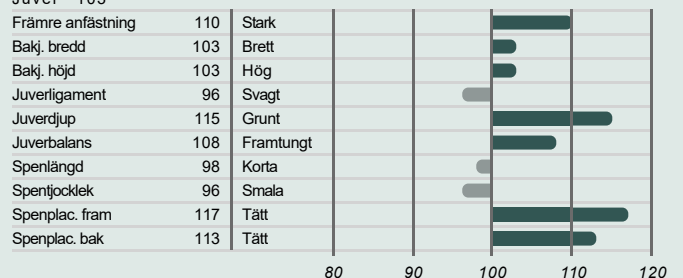 Juver 105
Främre anfästning 110 Stark
Bakj. bredd 103 Brett
Bakj. höjd 103 Hög
Juverligament 96 Svagt
Juverdjup 115 Grunt
Juverbalans 108 Framtungt
Spenlängd 98 Korta
Spentjocklek 96 Smala
Spenplac. fram 117 Tätt
Spenplac. bak 113 Tätt
80 90 100 110 120